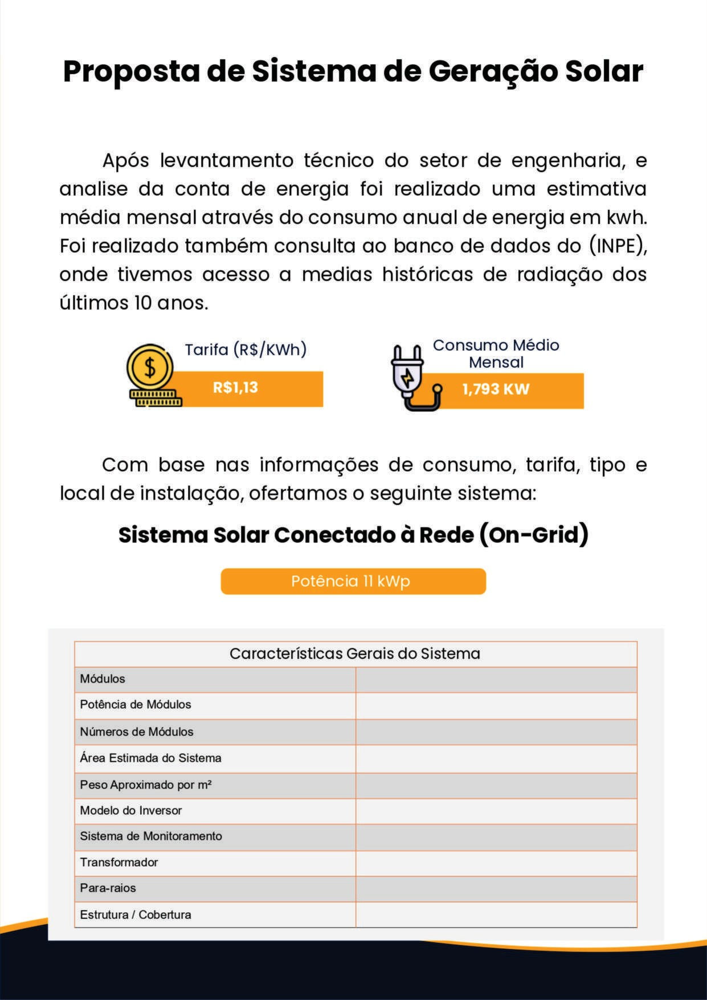 Proposta de Sistema de Geração Solar
Após levantamento técnico do setor de engenharia, e
analise da conta de energia foi realizado uma estimativa
média mensal através do consumo anual de energia em kwh.
Foi realizado também consulta ao banco de dados do (INPE),
onde tivemos acesso a medias históricas de radiação dos
últimos 10 anos.
$
Tarifa (R$/KWh)
R$1,13
Consumo Médio
Mensal
1,793 KW
Com base nas informações de consumo, tarifa, tipo e
local de instalação, ofertamos o seguinte sistema:
Sistema Solar Conectado à Rede (On-Grid)
Potência 11 kWp
Características Gerais do Sistema
Módulos
Potência de Módulos
Números de Módulos
Área Estimada do Sistema
Peso Aproximado por m²
Modelo do Inversor
Sistema de Monitoramento
Transformador
Para-raios
Estrutura / Cobertura